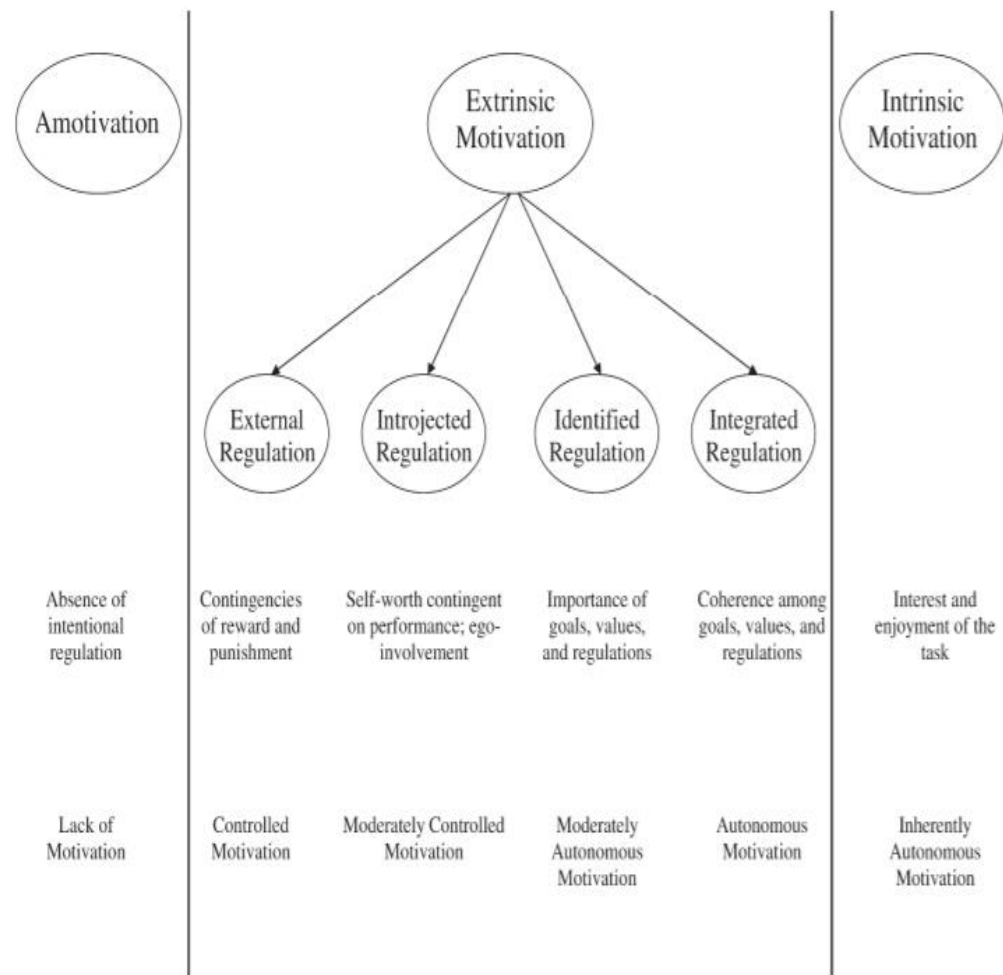 Amotivation
Extrinsic
Motivation
Intrinsic
Motivation
External
Regulation
Introjected
Regulation
Identified
Regulation
Integrated
Regulation
Absence of
intentional
regulation
Contingencies
of reward and
punishment
Self-worth contingent
on performance; ego-
involvement
Importance of
goals, values,
and regulations
Coherence among
goals, values, and
regulations
Interest and
enjoyment of the
task
Lack of
Motivation
Controlled
Motivation
Moderately Controlled
Motivation
Moderately
Autonomous
Motivation
Autonomous
Motivation
Inherently
Autonomous
Motivation